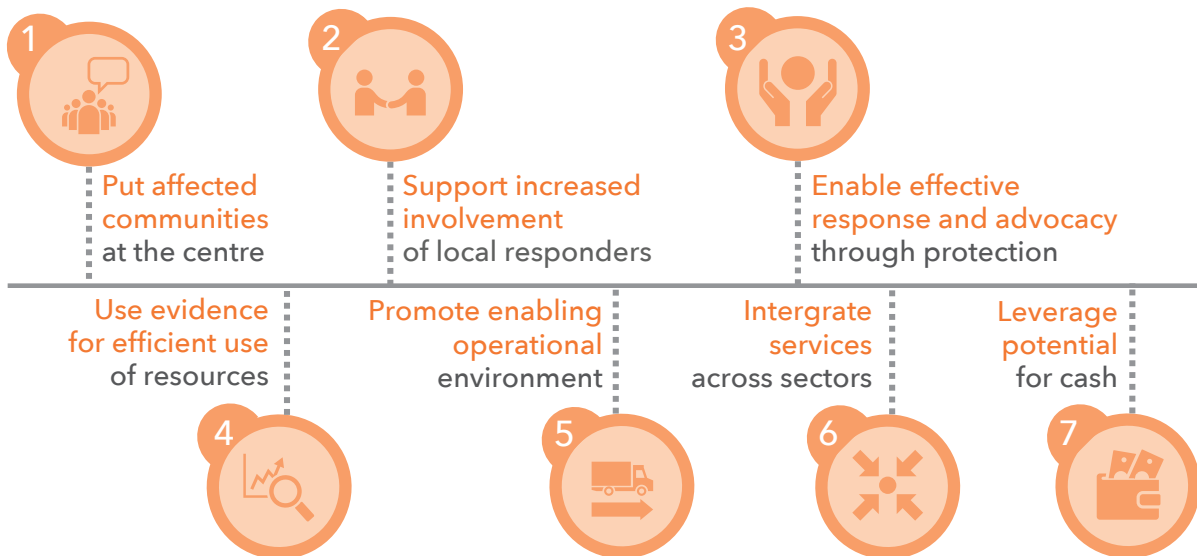 1
Put affected
communities
at the centre
2
Support increased
involvement
of local responders
3
Enable effective
response and advocacy
through protection
Use evidence
for efficient use
of resources
4
Promote enabling
operational
environment
5
Intergrate
services
across sectors
6
Leverage
potential
for cash
7